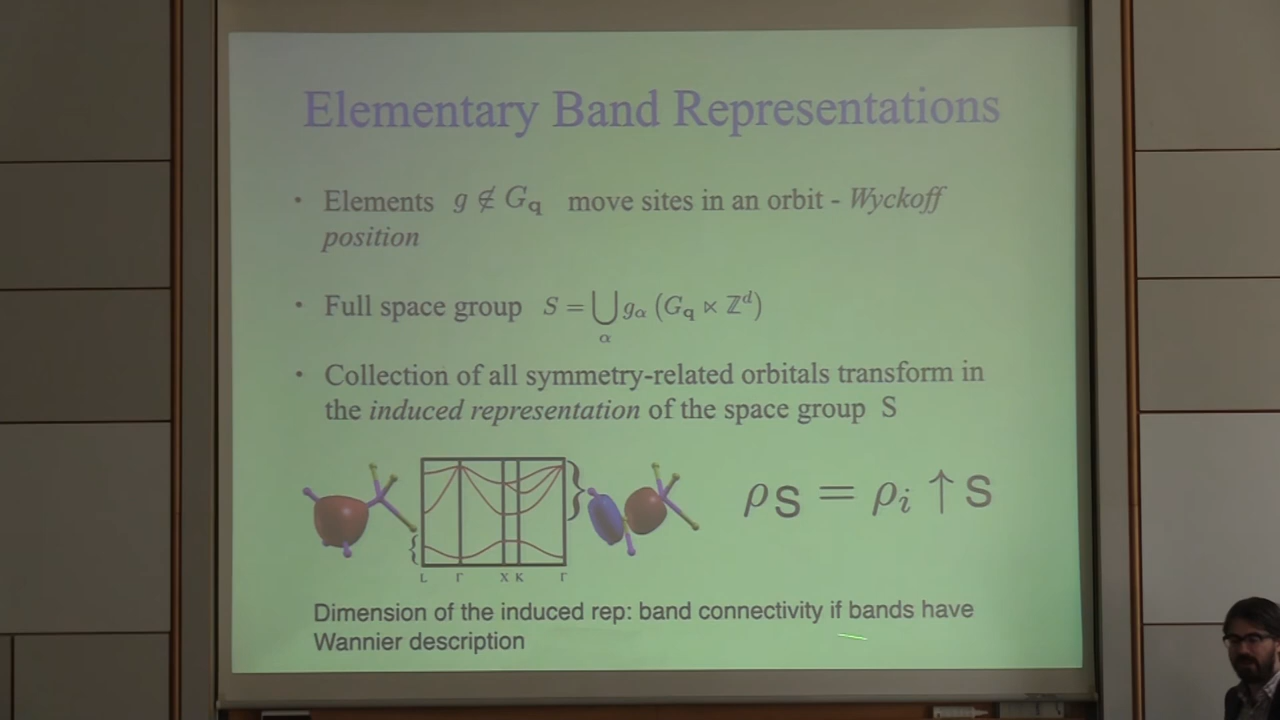 Elementary Band Representations
• Elements g ∉ G_q move sites in an orbit - Wyckoff
position
• Full space group S = ⋃_α g_α (G_q ⋉ ℤ^d)
• Collection of all symmetry-related orbitals transform in
the induced representation of the space group S
ρ_S = ρ_i ↑ S
L Γ X K Γ
Dimension of the induced rep: band connectivity if bands have
Wannier description